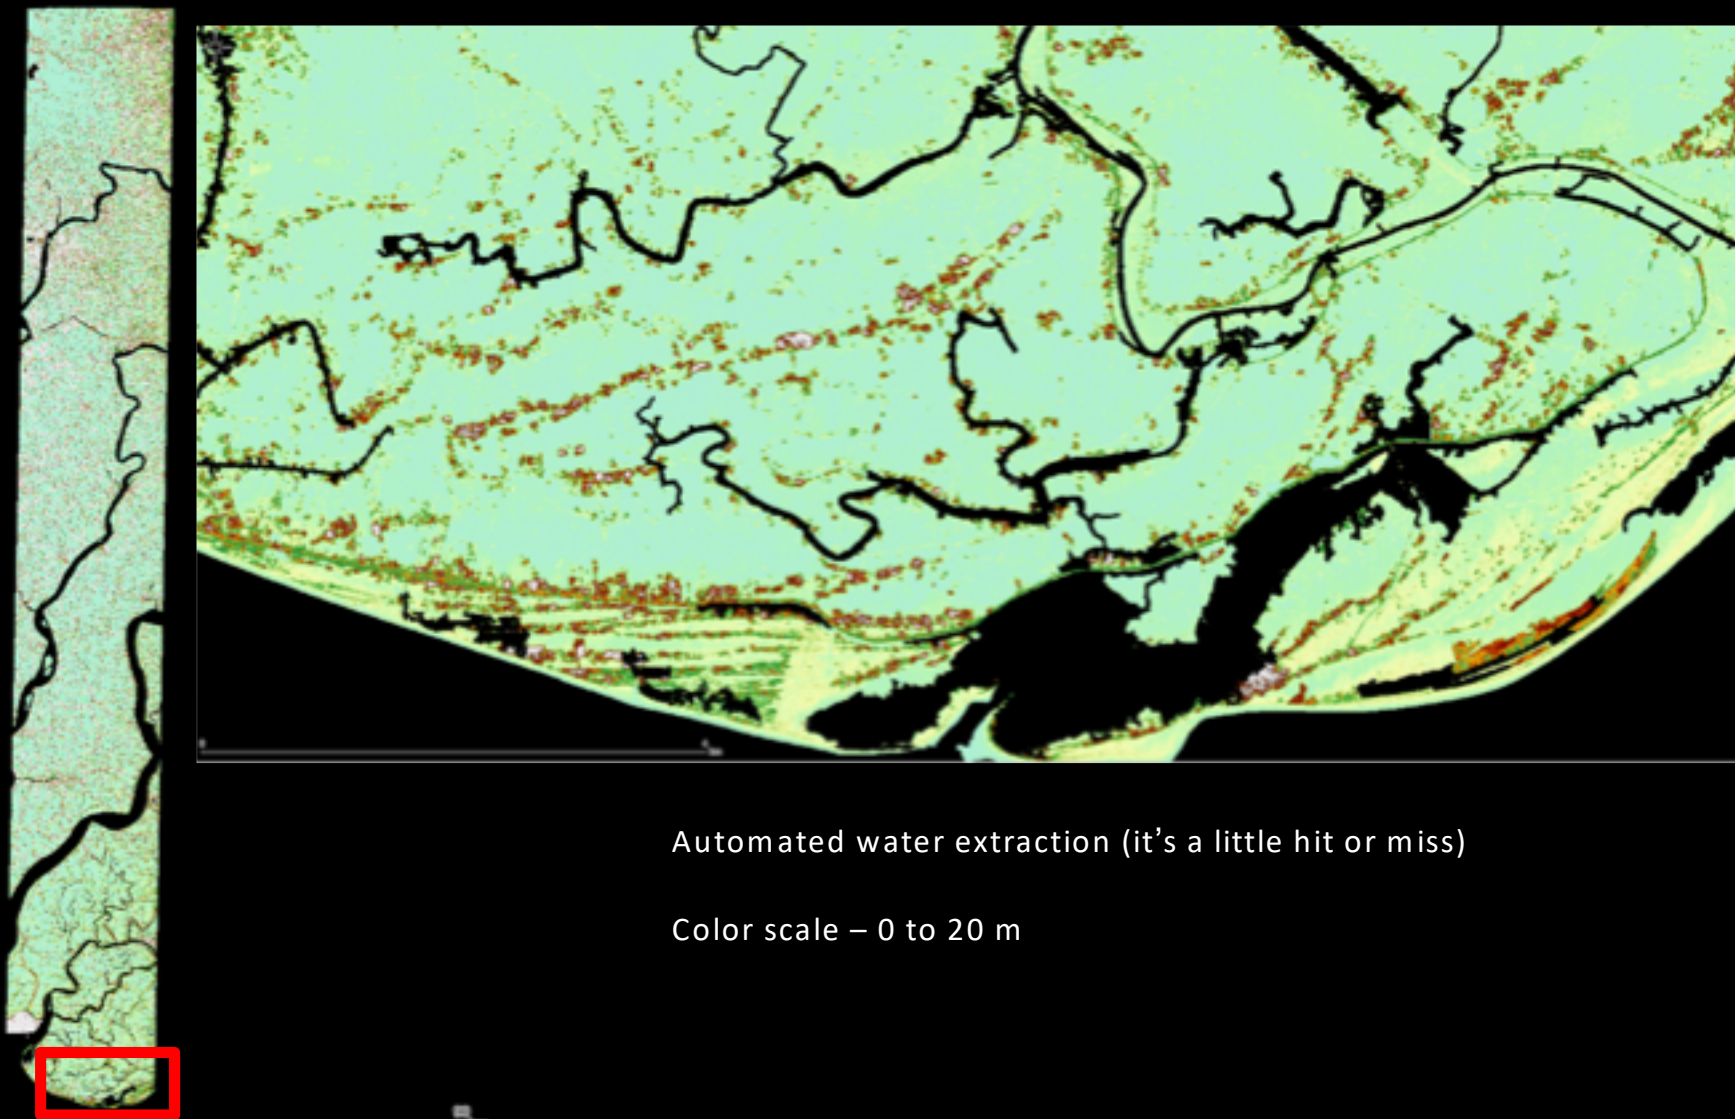 Automated water extraction (it’s a little hit or miss)
Color scale – 0 to 20 m